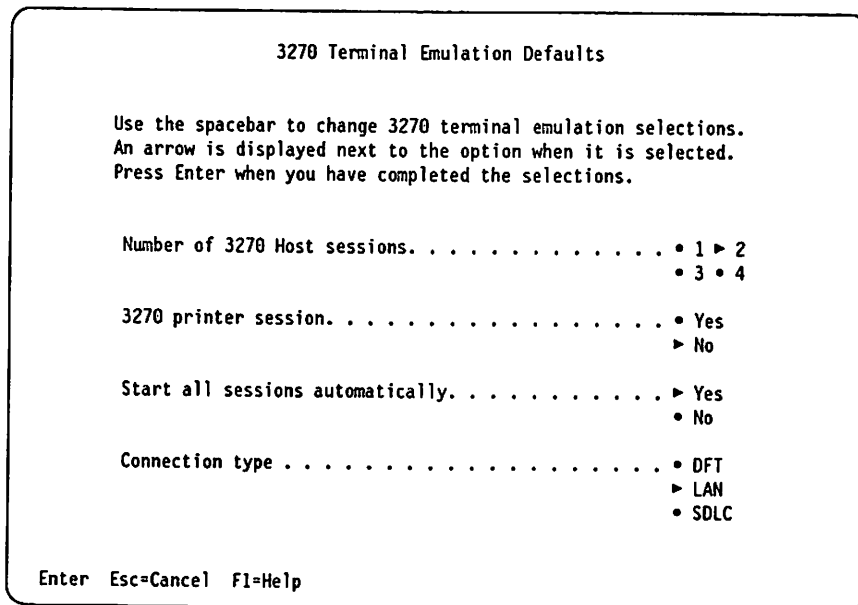 3270 Terminal Emulation Defaults
Use the spacebar to change 3270 terminal emulation selections.
An arrow is displayed next to the option when it is selected.
Press Enter when you have completed the selections.
Number of 3270 Host sessions. . . . . . . . . . . . . • 1 ► 2
• 3 • 4
3270 printer session. . . . . . . . . . . . . . . . . • Yes
► No
Start all sessions automatically. . . . . . . . . . . ► Yes
• No
Connection type . . . . . . . . . . . . . . . . . . . • DFT
► LAN
• SDLC
Enter Esc=Cancel F1=Help